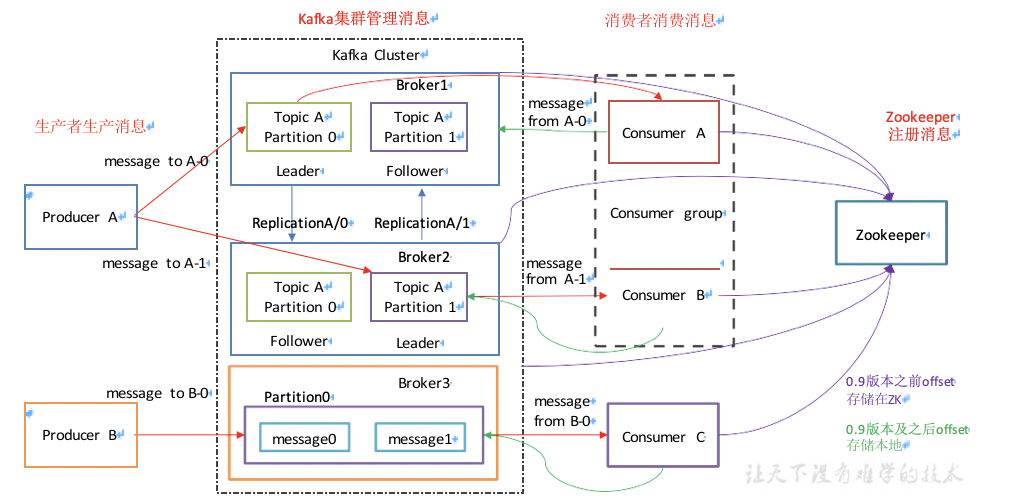 Kafka集群管理消息
消费者消费消息
Kafka Cluster
Broker1
生产者生产消息
Topic A
Partition 0
Topic A
Partition 1
message
from A-0
Consumer A
Zookeeper
注册消息
message to A-0
Leader
Follower
Producer A
ReplicationA/0
ReplicationA/1
Consumer group
Zookeeper
message to A-1
Broker2
message
from A-1
Topic A
Partition 0
Topic A
Partition 1
Consumer B
Follower
Leader
message to B-0
Broker3
Partition0
message
from B-0
0.9版本之前offset
存储在ZK
Producer B
message0
message1
Consumer C
0.9版本及之后offset
存储本地
让天下没有难学的技术